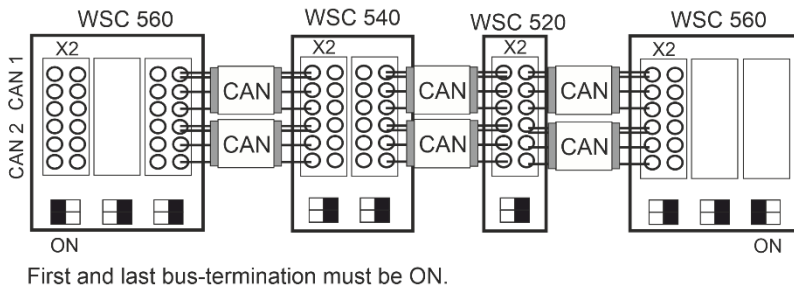 WSC 560 WSC 540 WSC 520 WSC 560
X2 X2 X2 X2
CAN 1
CAN 2
CAN CAN CAN
CAN CAN CAN
ON ON
First and last bus-termination must be ON.